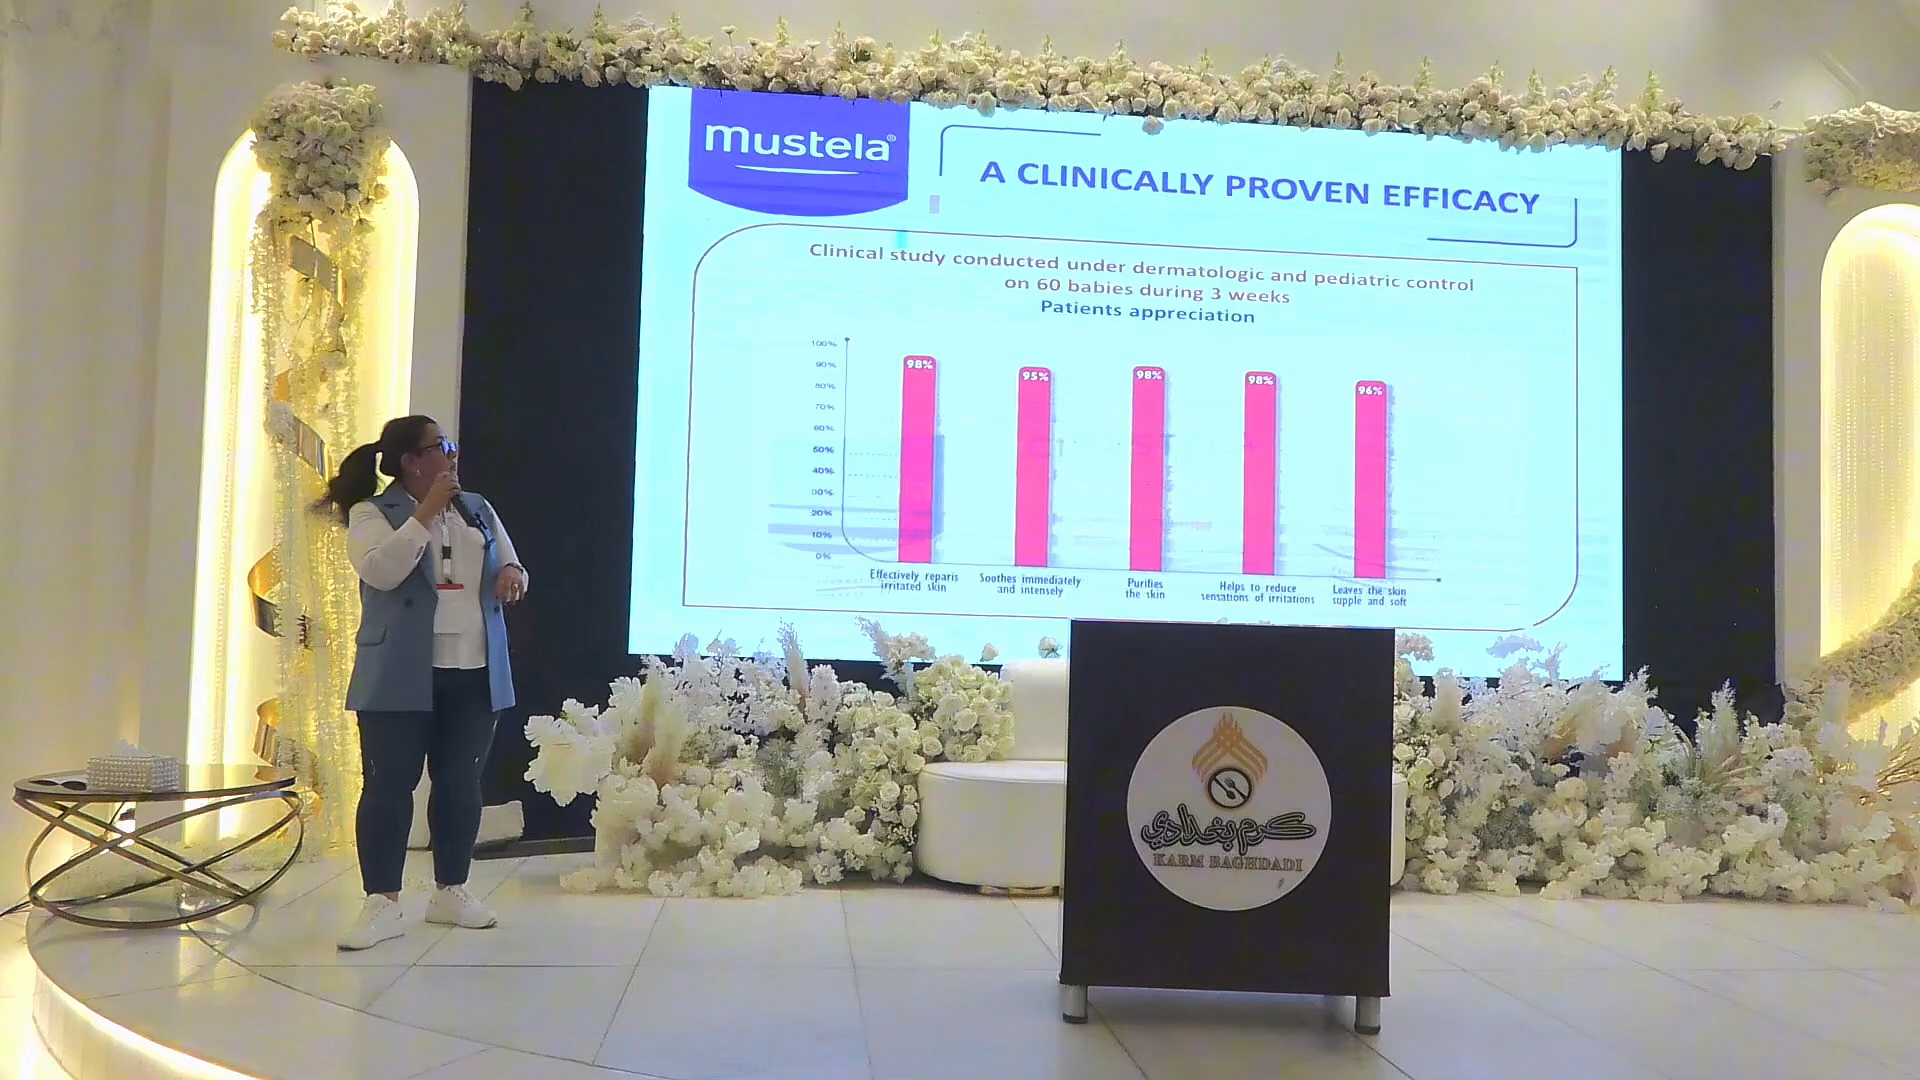 mustela®
A CLINICALLY PROVEN EFFICACY
Clinical study conducted under dermatologic and pediatric control
on 60 babies during 3 weeks
Patients appreciation
100%
90%
80%
70%
60%
50%
40%
30%
20%
10%
0%
98%
95%
98%
98%
96%
Effectively reparis
irritated skin
Soothes immediately
and intensely
Purifies
the skin
Helps to reduce
sensations of irritations
Leaves the skin
supple and soft
كرم بغدادي
KARM BAGHDADI